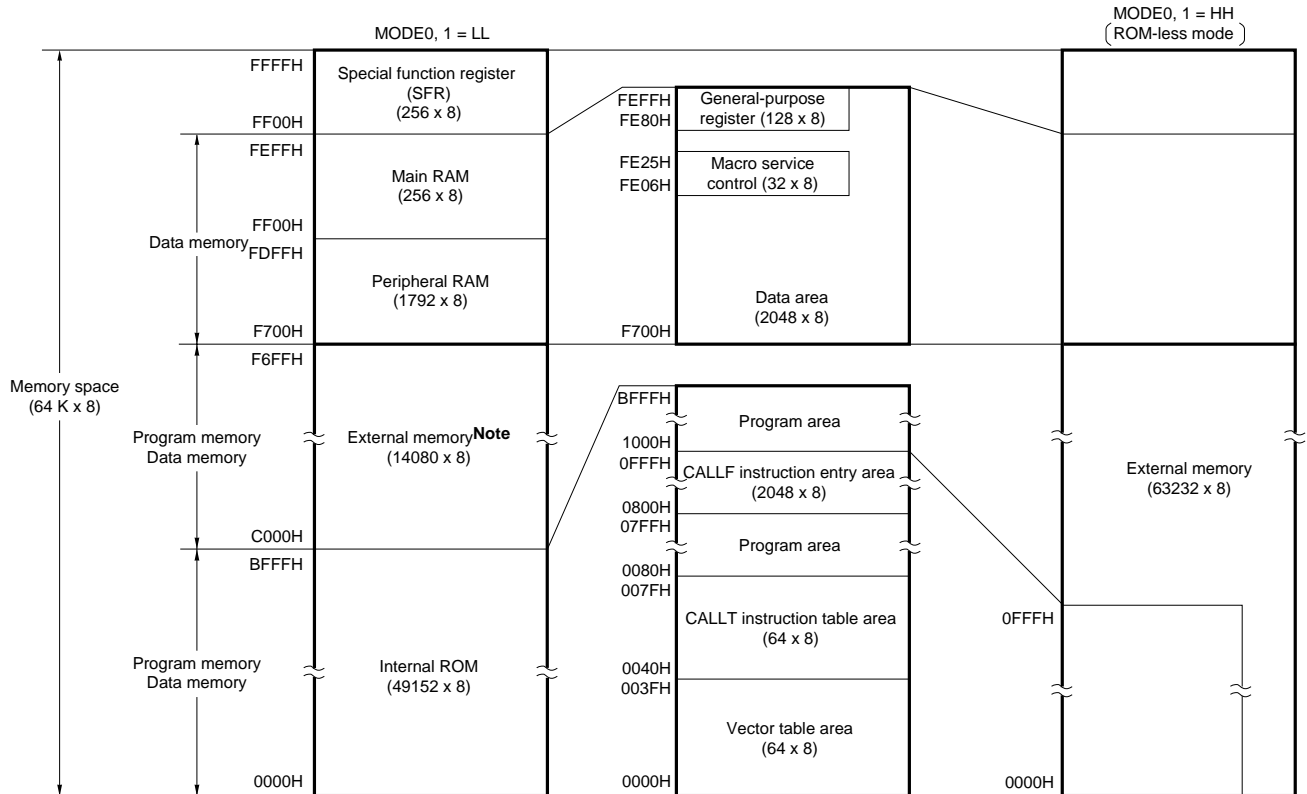 MODE0, 1 = LL
MODE0, 1 = HH
ROM-less mode
Memory space
(64 K x 8)
Data memory
Program memory
Data memory
Program memory
Data memory
FFFFH
Special function register
(SFR)
(256 x 8)
FF00H
FEFFH
Main RAM
(256 x 8)
FF00H
FDFFH
Peripheral RAM
(1792 x 8)
F700H
F6FFH
External memory Note
(14080 x 8)
C000H
BFFFH
Internal ROM
(49152 x 8)
0000H
FEFFH
General-purpose
register (128 x 8)
FE80H
FE25H
Macro service
control (32 x 8)
FE06H
Data area
(2048 x 8)
F700H
BFFFH
Program area
1000H
0FFFH
CALLF instruction entry area
(2048 x 8)
0800H
07FFH
Program area
0080H
007FH
CALLT instruction table area
(64 x 8)
0040H
003FH
Vector table area
(64 x 8)
0000H
External memory
(63232 x 8)
0FFFH
0000H